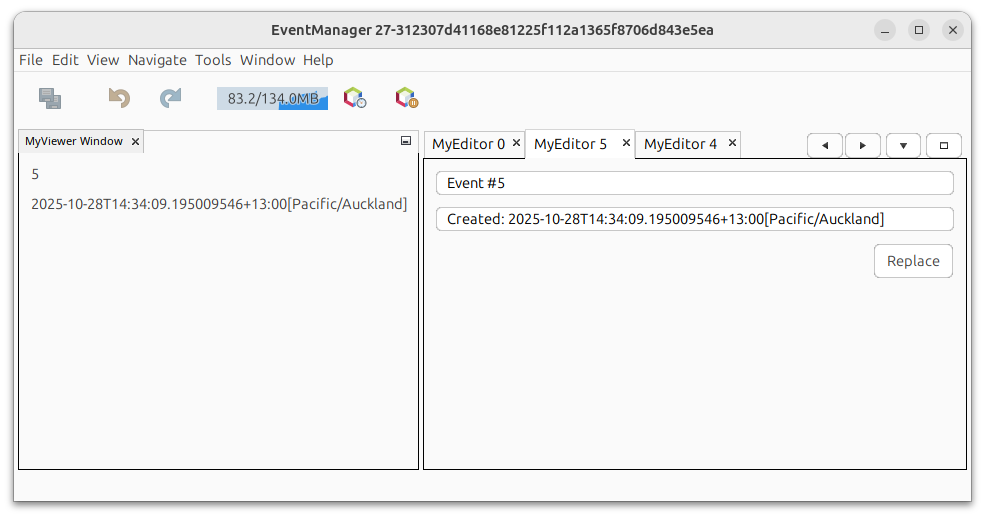 EventManager 27-312307d41168e81225f112a1365f8706d843e5ea
File Edit View Navigate Tools Window Help
83.2/134.0MB
MyViewer Window
5
2025-10-28T14:34:09.195009546+13:00[Pacific/Auckland]
MyEditor 0 MyEditor 5 MyEditor 4
Event #5
Created: 2025-10-28T14:34:09.195009546+13:00[Pacific/Auckland]
Replace